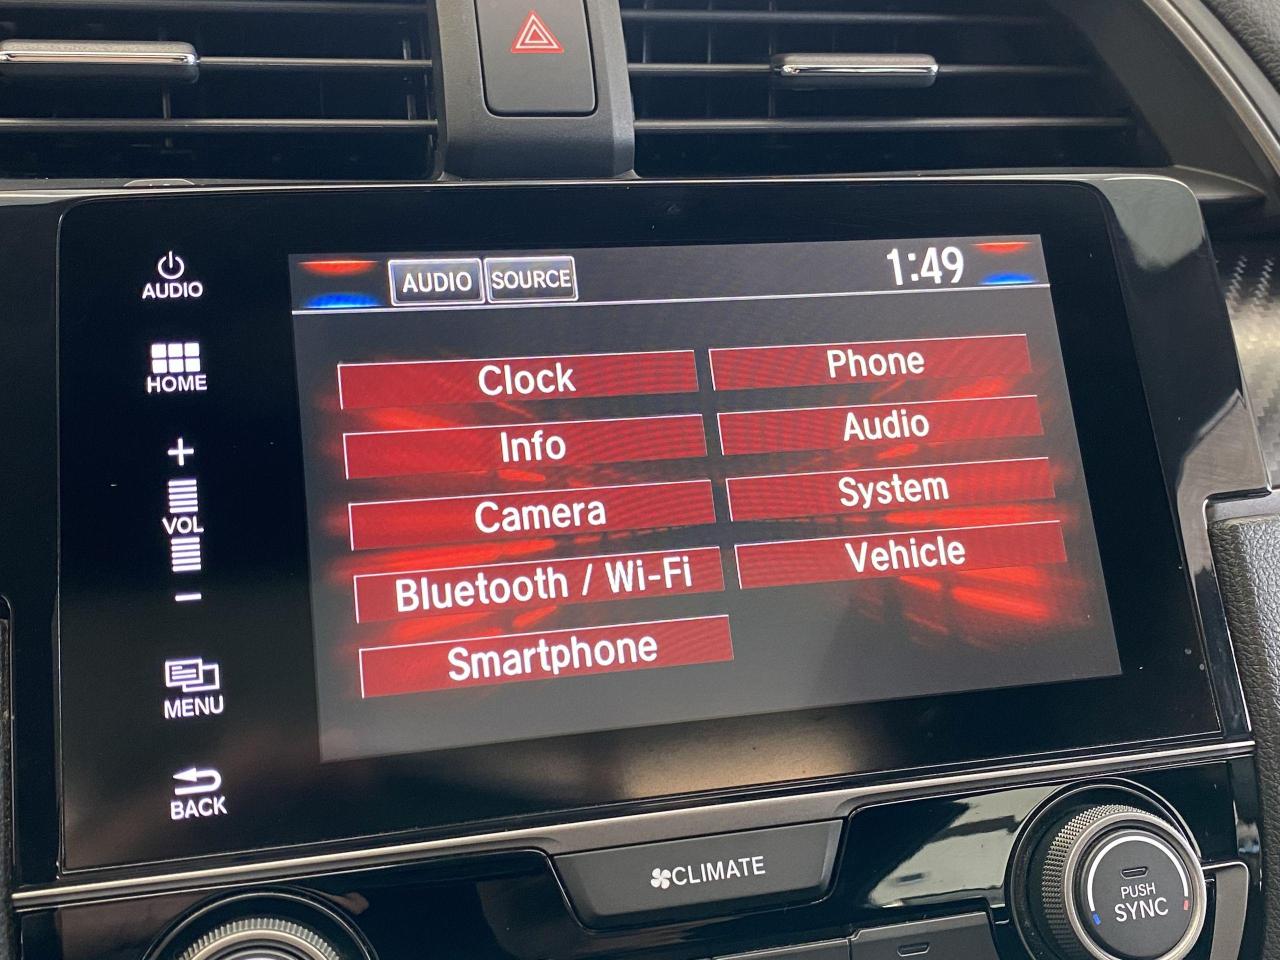 AUDIO
HOME
+
VOL
–
MENU
BACK
AUDIO SOURCE 1:49
Clock Phone
Info Audio
Camera System
Bluetooth / Wi-Fi Vehicle
Smartphone
CLIMATE
PUSH
SYNC